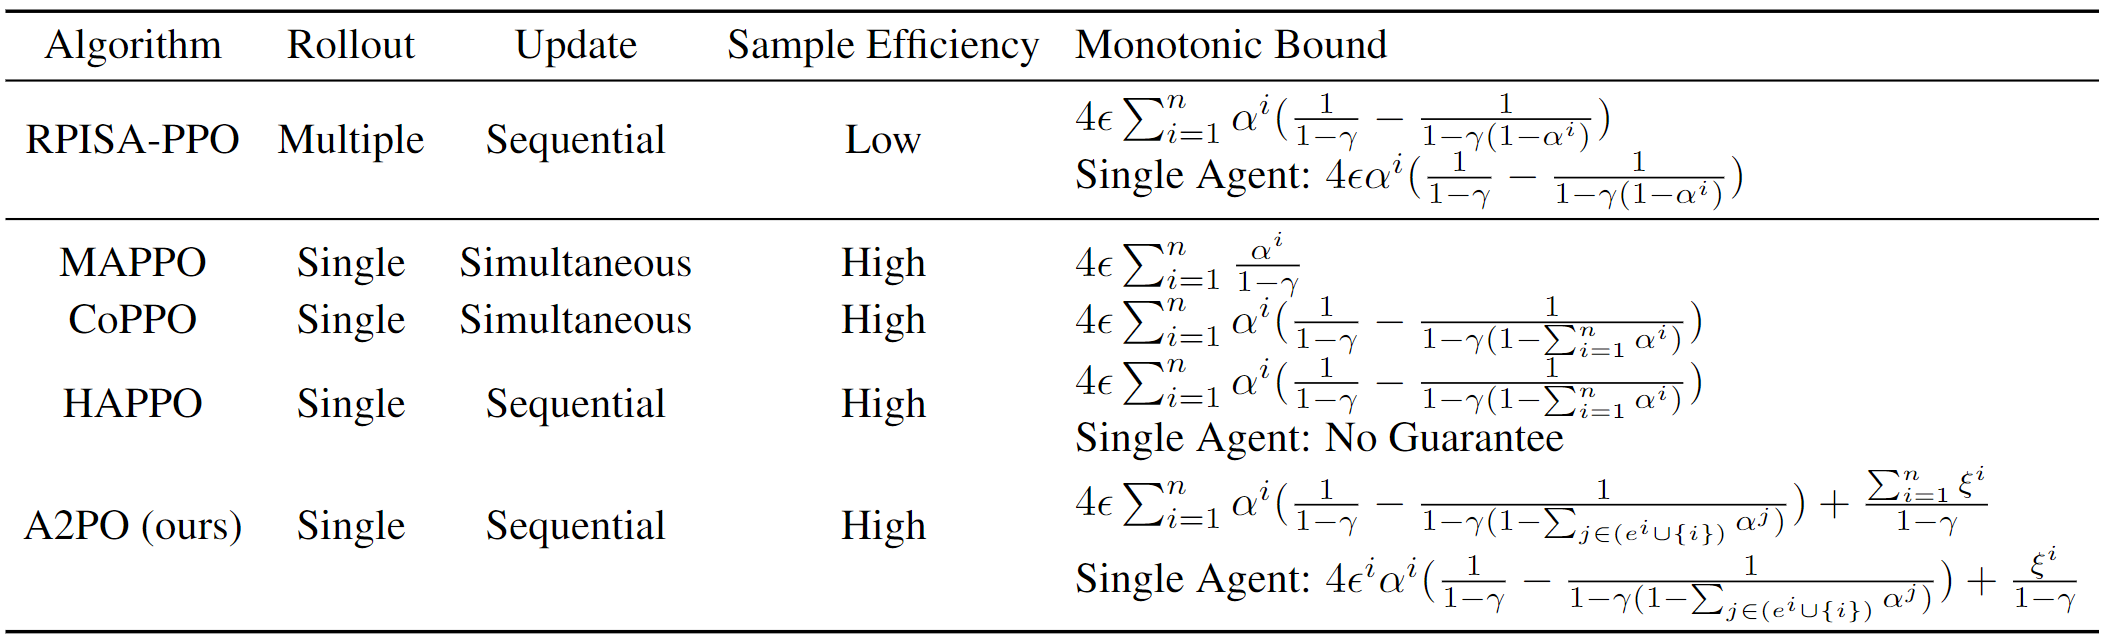 Algorithm Rollout Update Sample Efficiency Monotonic Bound
RPISA-PPO Multiple Sequential Low $4\epsilon \sum_{i=1}^{n} \alpha^i (\frac{1}{1-\gamma} - \frac{1}{1-\gamma(1-\alpha^i)})$
Single Agent: $4\epsilon\alpha^i (\frac{1}{1-\gamma} - \frac{1}{1-\gamma(1-\alpha^i)})$
MAPPO Single Simultaneous High $4\epsilon \sum_{i=1}^{n} \frac{\alpha^i}{1-\gamma}$
CoPPO Single Simultaneous High $4\epsilon \sum_{i=1}^{n} \alpha^i (\frac{1}{1-\gamma} - \frac{1}{1-\gamma(1-\sum_{i=1}^{n} \alpha^i)})$
HAPPO Single Sequential High $4\epsilon \sum_{i=1}^{n} \alpha^i (\frac{1}{1-\gamma} - \frac{1}{1-\gamma(1-\sum_{i=1}^{n} \alpha^i)})$
Single Agent: No Guarantee
A2PO (ours) Single Sequential High $4\epsilon \sum_{i=1}^{n} \alpha^i (\frac{1}{1-\gamma} - \frac{1}{1-\gamma(1-\sum_{j\in(e^i\cup\{i\})} \alpha^j)}) + \frac{\sum_{i=1}^{n} \xi^i}{1-\gamma}$
Single Agent: $4\epsilon^i\alpha^i (\frac{1}{1-\gamma} - \frac{1}{1-\gamma(1-\sum_{j\in(e^i\cup\{i\})} \alpha^j)}) + \frac{\xi^i}{1-\gamma}$